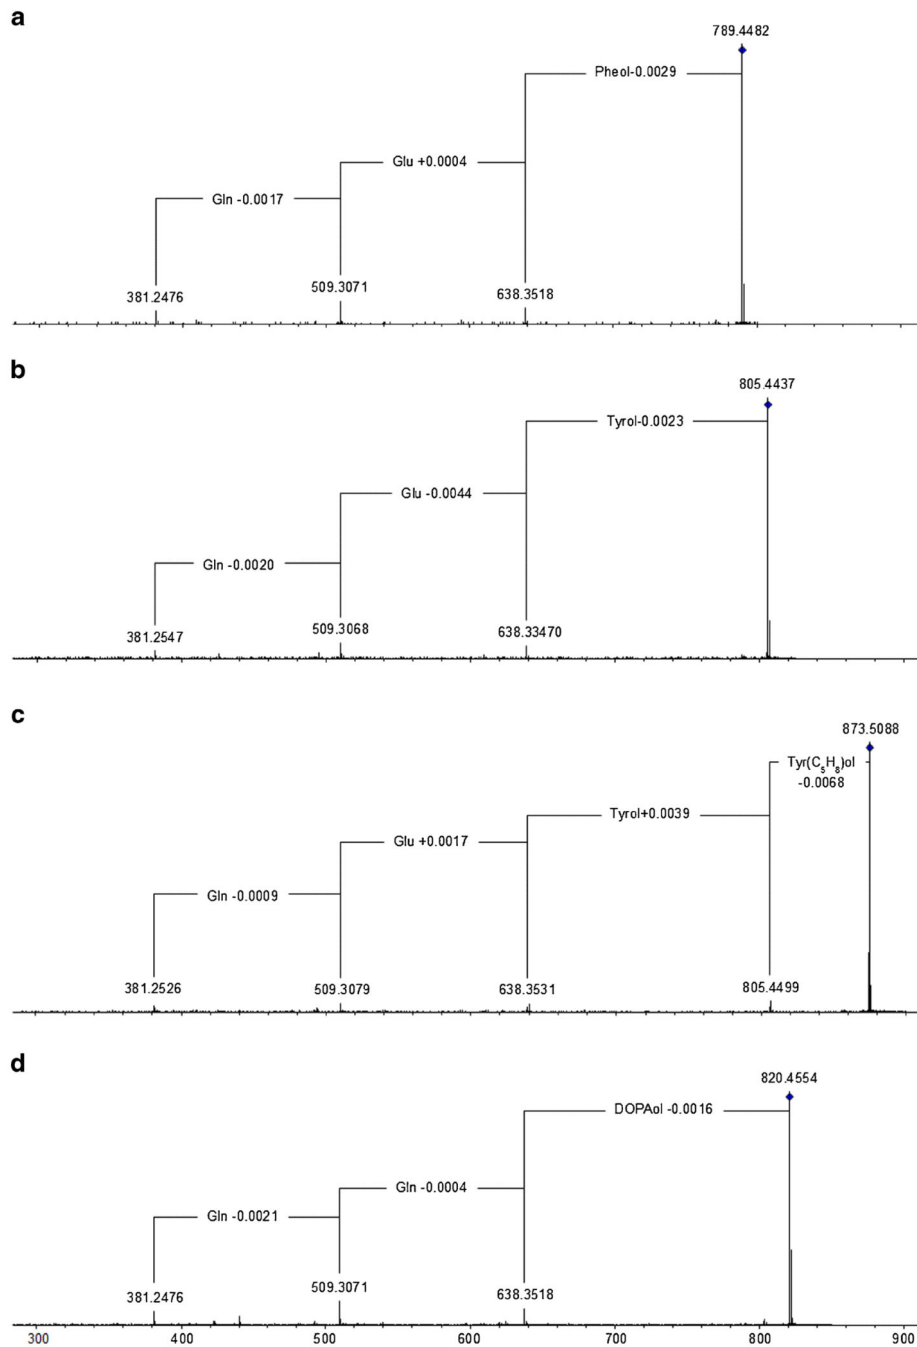 a
789.4482
Pheol-0.0029
Glu +0.0004
Gln -0.0017
381.2476
509.3071
638.3518
b
805.4437
Tyrol-0.0023
Glu -0.0044
Gln -0.0020
381.2547
509.3068
638.33470
c
873.5088
Tyr(C₅H₈)ol
-0.0068
Tyrol+0.0039
Glu +0.0017
Gln -0.0009
381.2526
509.3079
638.3531
805.4499
d
820.4554
DOPAol -0.0016
Gln -0.0004
Gln -0.0021
381.2476
509.3071
638.3518
300 400 500 600 700 800 900